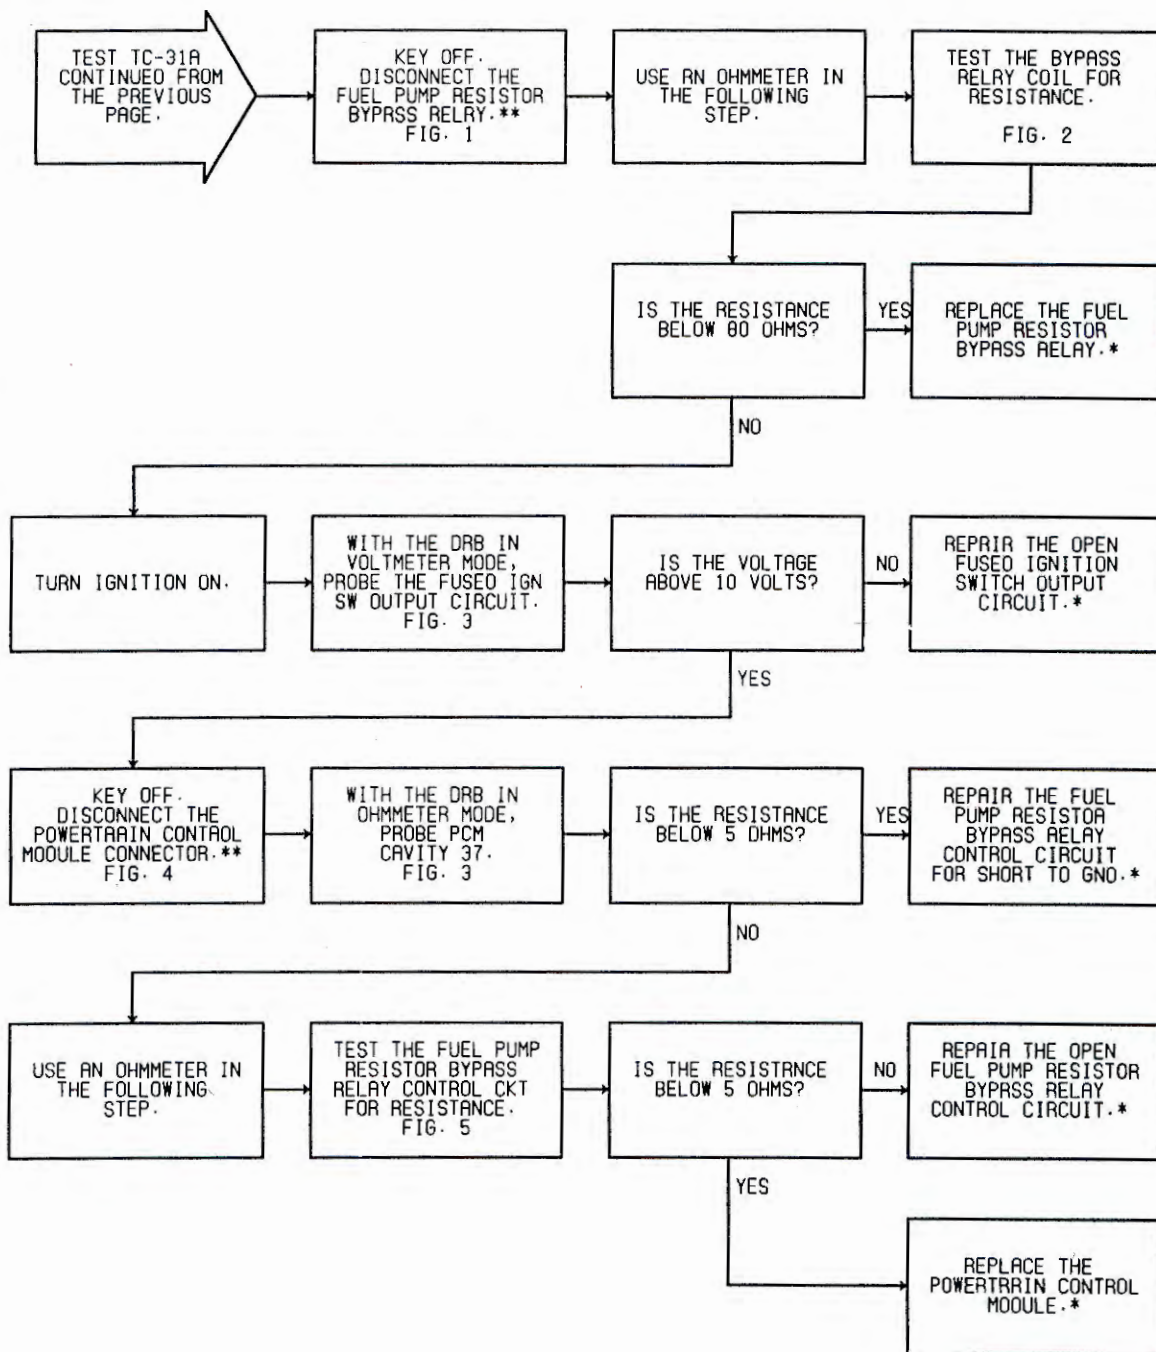 TEST TC-31A
CONTINUED FROM
THE PREVIOUS
PAGE.
KEY OFF.
DISCONNECT THE
FUEL PUMP RESISTOR
BYPRSS RELRY.**
FIG. 1
USE AN OHMMETER IN
THE FOLLOWING
STEP.
TEST THE BYPASS
RELRY COIL FOR
RESISTANCE.
FIG. 2
IS THE RESISTANCE
BELOW 80 OHMS?
YES
REPLACE THE FUEL
PUMP RESISTOR
BYPASS RELAY.*
NO
TURN IGNITION ON.
WITH THE DRB IN
VOLTMETER MODE,
PROBE THE FUSED IGN
SW OUTPUT CIRCUIT.
FIG. 3
IS THE VOLTAGE
ABOVE 10 VOLTS?
NO
REPRIR THE OPEN
FUSED IGNITION
SWITCH OUTPUT
CIRCUIT.*
YES
KEY OFF.
DISCONNECT THE
POWERTRAIN CONTROL
MODULE CONNECTOR.**
FIG. 4
WITH THE DRB IN
OHMMETER MODE,
PROBE PCM
CAVITY 37.
FIG. 3
IS THE RESISTANCE
BELOW 5 OHMS?
YES
REPAIR THE FUEL
PUMP RESISTOR
BYPASS RELAY
CONTROL CIRCUIT
FOR SHORT TO GND.*
NO
USE AN OHMMETER IN
THE FOLLOWING
STEP.
TEST THE FUEL PUMP
RESISTOR BYPASS
RELAY CONTROL CKT
FOR RESISTANCE.
FIG. 5
IS THE RESISTRNCE
BELOW 5 OHMS?
NO
REPAIR THE OPEN
FUEL PUMP RESISTOR
BYPRSS RELAY
CONTROL CIRCUIT.*
YES
REPLACE THE
POWERTRRIN CONTROL
MODULE.*